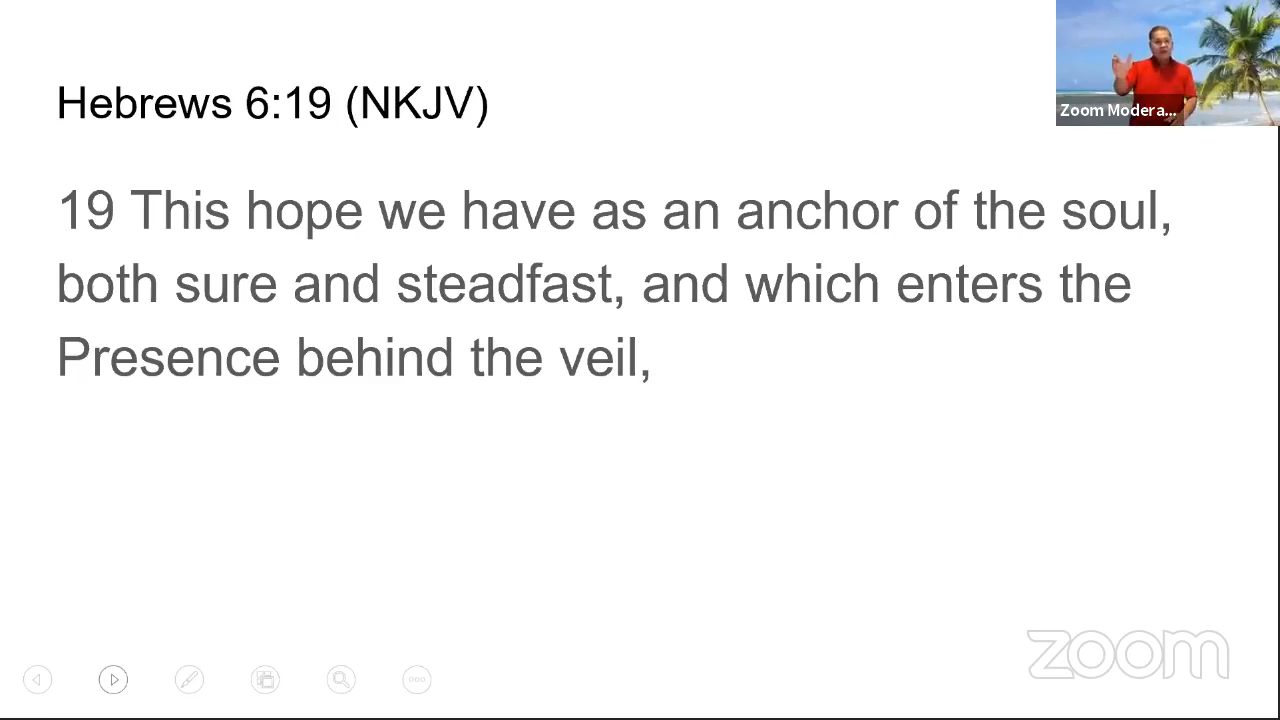 Hebrews 6:19 (NKJV)
Zoom Modera...
19 This hope we have as an anchor of the soul,
both sure and steadfast, and which enters the
Presence behind the veil,
zoom